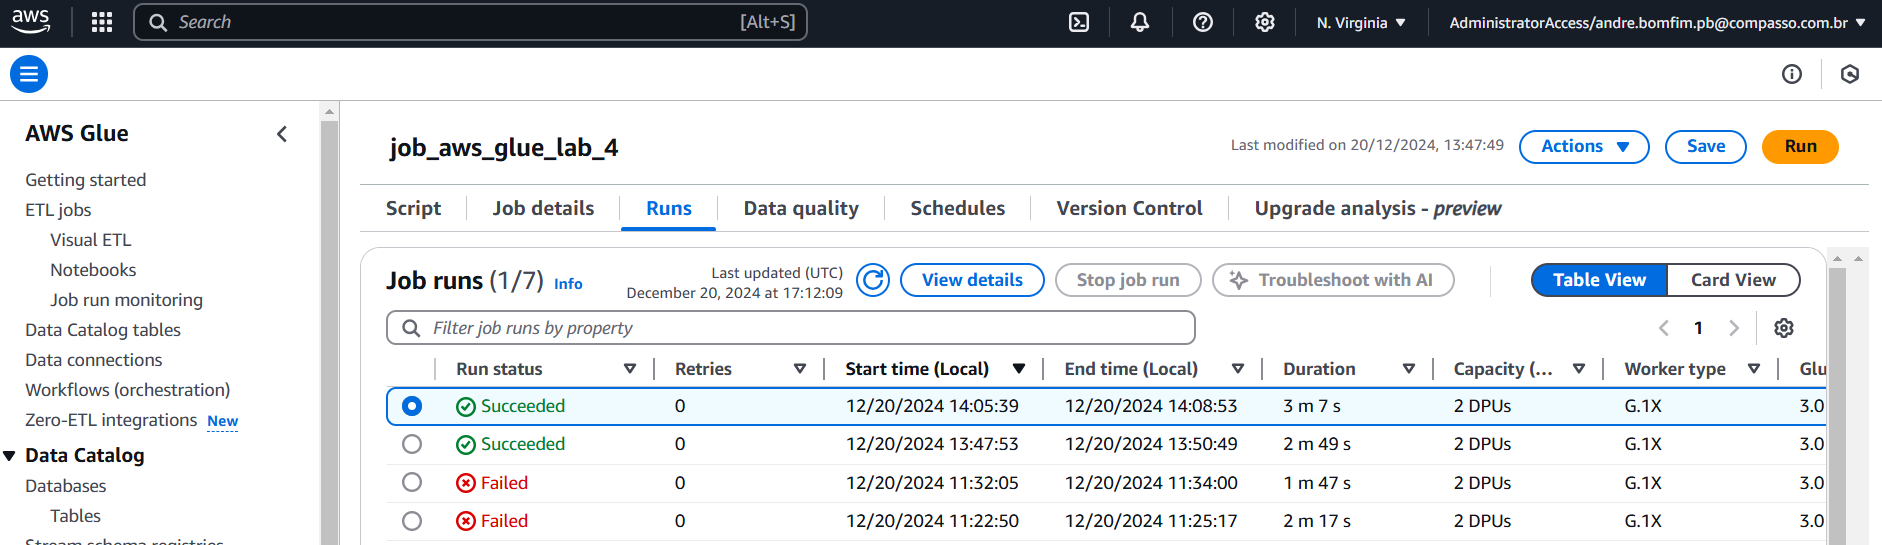 aws
Search [Alt+S]
N. Virginia
AdministratorAccess/andre.bomfim.pb@compasso.com.br
AWS Glue
Getting started
ETL jobs
Visual ETL
Notebooks
Job run monitoring
Data Catalog tables
Data connections
Workflows (orchestration)
Zero-ETL integrations New
Data Catalog
Databases
Tables
Stream schema registries
job_aws_glue_lab_4
Last modified on 20/12/2024, 13:47:49
Actions
Save
Run
Script
Job details
Runs
Data quality
Schedules
Version Control
Upgrade analysis - preview
Job runs (1/7) Info
Last updated (UTC)
December 20, 2024 at 17:12:09
View details
Stop job run
Troubleshoot with AI
Table View
Card View
Filter job runs by property
1
Run status Retries Start time (Local) End time (Local) Duration Capacity (... Worker type Glu
Succeeded 0 12/20/2024 14:05:39 12/20/2024 14:08:53 3 m 7 s 2 DPUs G.1X 3.0
Succeeded 0 12/20/2024 13:47:53 12/20/2024 13:50:49 2 m 49 s 2 DPUs G.1X 3.0
Failed 0 12/20/2024 11:32:05 12/20/2024 11:34:00 1 m 47 s 2 DPUs G.1X 3.0
Failed 0 12/20/2024 11:22:50 12/20/2024 11:25:17 2 m 17 s 2 DPUs G.1X 3.0